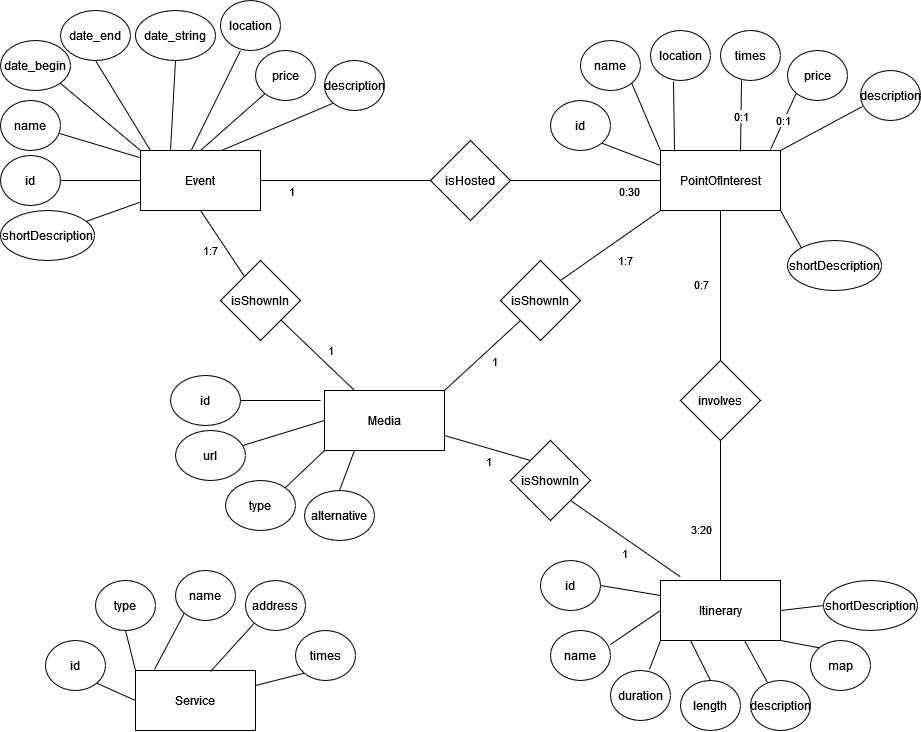 location
date_end
date_string
name
location
times
date_begin
price
price
description
description
name
id
0:1
0:1
id
Event
isHosted
PointOfInterest
1
0:30
shortDescription
1:7
1:7
shortDescription
0:7
isShownIn
isShownIn
1
1
id
Media
involves
url
1
isShownIn
type
alternative
3:20
1
id
type
name
address
Itinerary
shortDescription
id
times
name
map
duration
length
description
Service